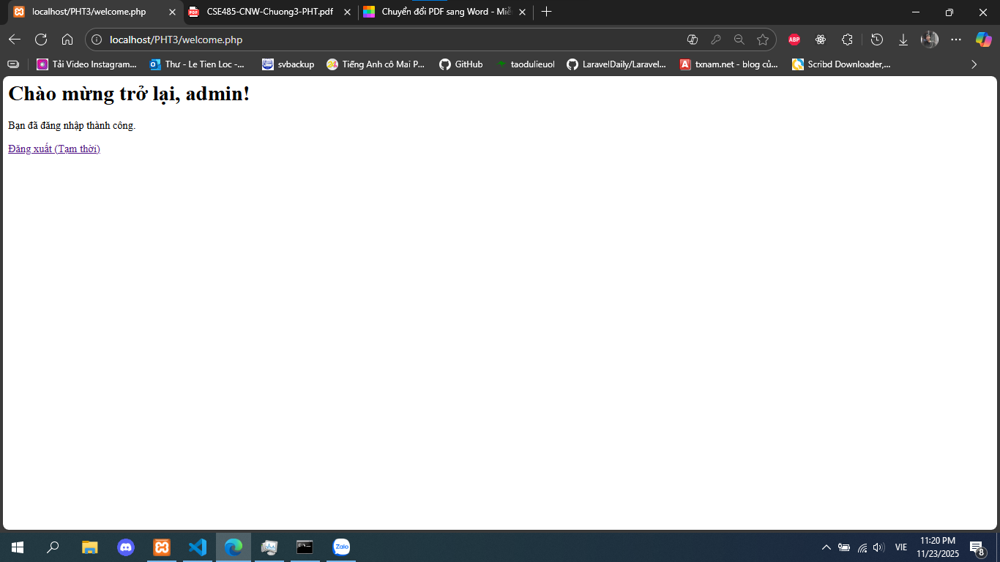 localhost/PHT3/welcome.php
CSE485-CNW-Chuong3-PHT.pdf
Chuyển đổi PDF sang Word - Miễ
localhost/PHT3/welcome.php
ABP
Tải Video Instagram...
Thư - Le Tien Loc -...
svbackup
Tiếng Anh cô Mai P...
GitHub
taodulieuol
LaravelDaily/Laravel...
txnam.net - blog củ...
Scribd Downloader,...
Chào mừng trở lại, admin!
Bạn đã đăng nhập thành công.
Đăng xuất (Tạm thời)
Zalo
VIE
11:20 PM
11/23/2025
8